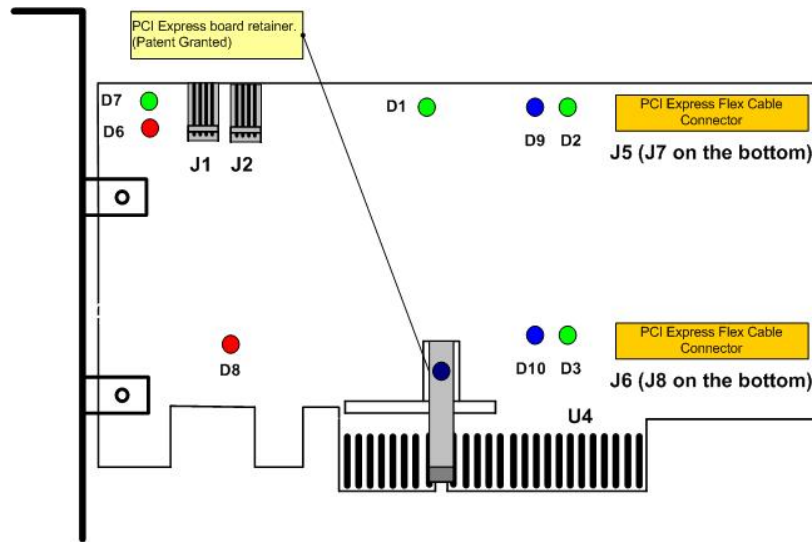 PCI Express board retainer.
(Patent Granted)
D7
D6
J1
J2
D1
D9
D2
PCI Express Flex Cable
Connector
J5 (J7 on the bottom)
D8
D10
D3
PCI Express Flex Cable
Connector
J6 (J8 on the bottom)
U4